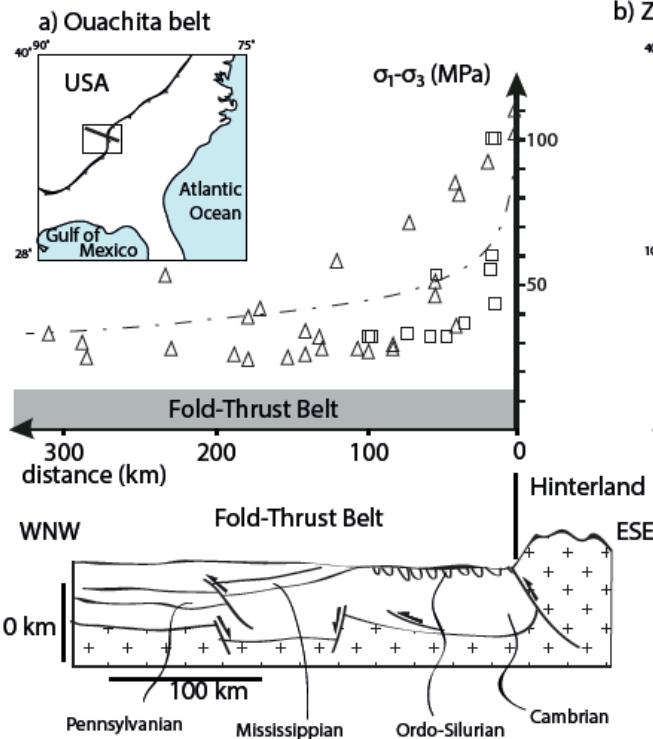 a) Ouachita belt
b) Z
40°
90°
75°
USA
Atlantic
Ocean
Gulf of
Mexico
28°
σ₁-σ₃ (MPa)
100
50
Fold-Thrust Belt
300
200
100
0
distance (km)
Hinterland
WNW
Fold-Thrust Belt
ESE
0 km
100 km
Pennsylvanian
Mississippian
Ordo-Silurian
Cambrian